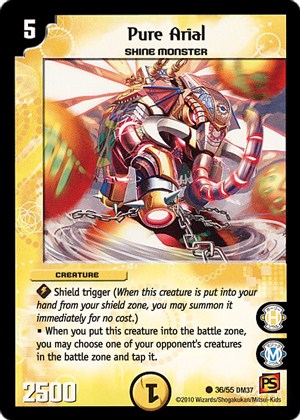 5
Pure Arial
SHINE MONSTER
CREATURE
Shield trigger (When this creature is put into your
hand from your shield zone, you may summon it
immediately for no cost.)
▪ When you put this creature into the battle zone,
you may choose one of your opponent's creatures
in the battle zone and tap it.
H
M
2500
1
● 36/55 DM37
PS
©2010 Wizards/Shogakukan/Mitsui-Kids